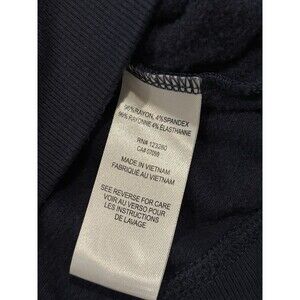 96% RAYON, 4% SPANDEX
96% RAYONNE 4% ÉLASTHANNE
RN# 123280
CA# 07099
MADE IN VIETNAM
FABRIQUÉ AU VIETNAM
SEE REVERSE FOR CARE
VOIR AU VERSO POUR
LES INSTRUCTIONS
DE LAVAGE